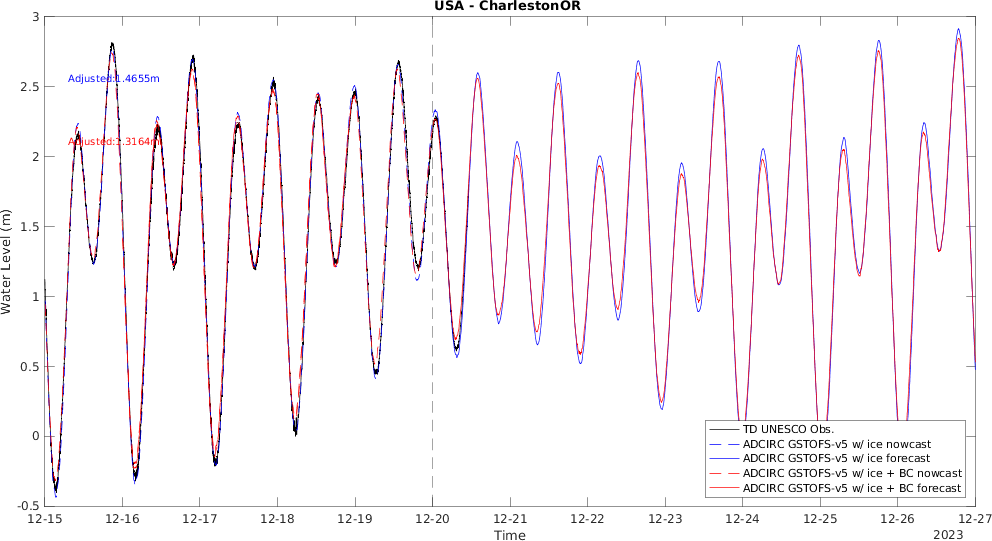 USA - CharlestonOR
Water Level (m)
3
2.5
2
1.5
1
0.5
0
-0.5
Adjusted:1.4655m
Adjusted:1.3164m
TD UNESCO Obs.
ADCIRC GSTOFS-v5 w/ ice nowcast
ADCIRC GSTOFS-v5 w/ ice forecast
ADCIRC GSTOFS-v5 w/ ice + BC nowcast
ADCIRC GSTOFS-v5 w/ ice + BC forecast
12-15 12-16 12-17 12-18 12-19 12-20 12-21 12-22 12-23 12-24 12-25 12-26 12-27
Time
2023